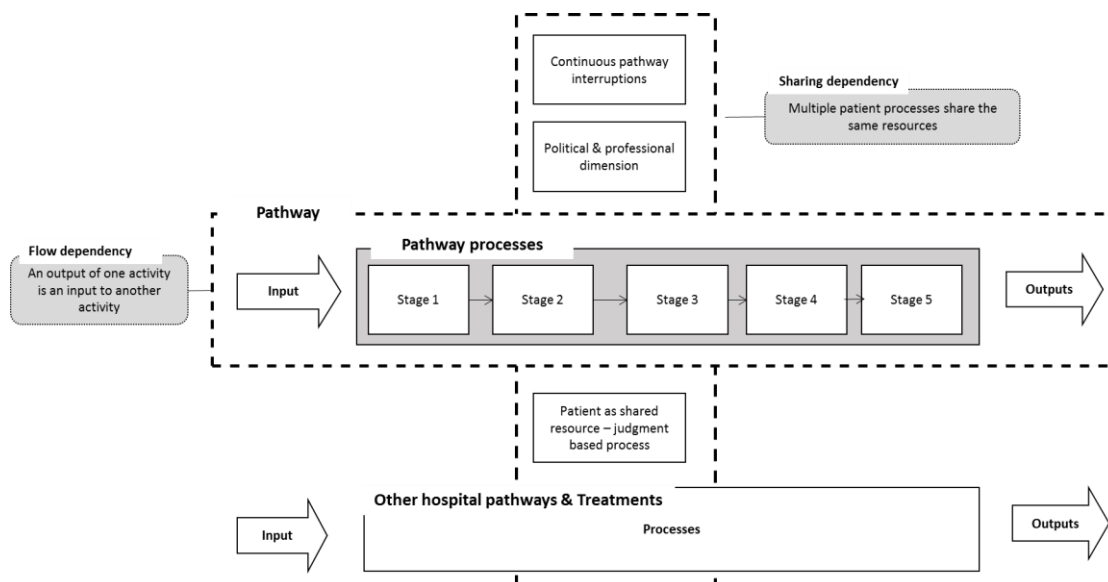 Continuous pathway
interruptions
Sharing dependency
Multiple patient processes share the
same resources
Political & professional
dimension
Pathway
Flow dependency
An output of one activity
is an input to another
activity
Pathway processes
Input
Stage 1
Stage 2
Stage 3
Stage 4
Stage 5
Outputs
Patient as shared
resource – judgment
based process
Other hospital pathways & Treatments
Input
Processes
Outputs